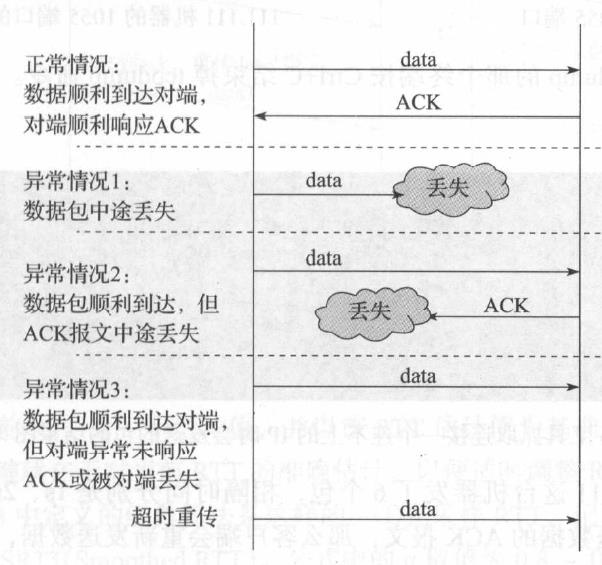 正常情况：
数据顺利到达对端，
对端顺利响应ACK
data
ACK
异常情况1：
数据包中途丢失
data
丢失
异常情况2：
数据包顺利到达，但
ACK报文中途丢失
data
丢失
ACK
异常情况3：
数据包顺利到达对端，
但对端异常未响应
ACK或被对端丢失
超时重传
data
data